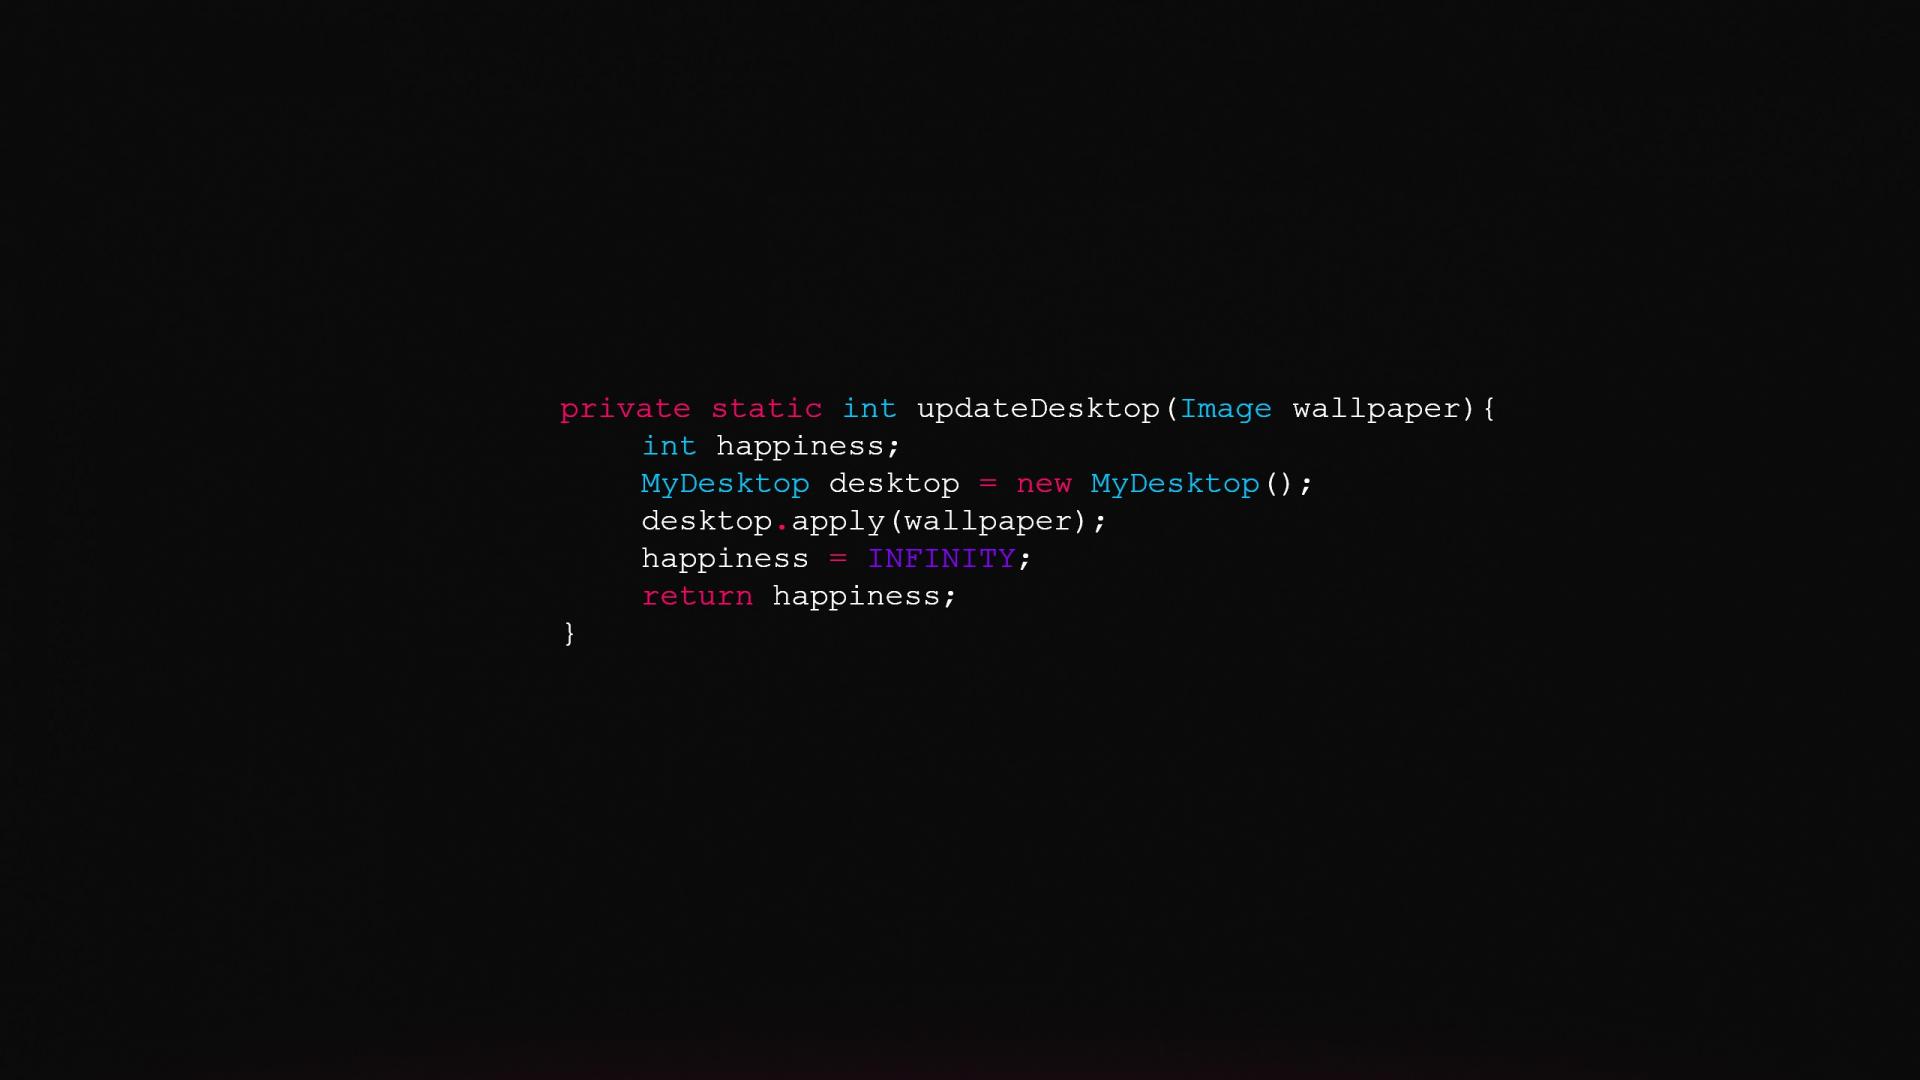 private static int updateDesktop(Image wallpaper){
int happiness;
MyDesktop desktop = new MyDesktop();
desktop.apply(wallpaper);
happiness = INFINITY;
return happiness;
}